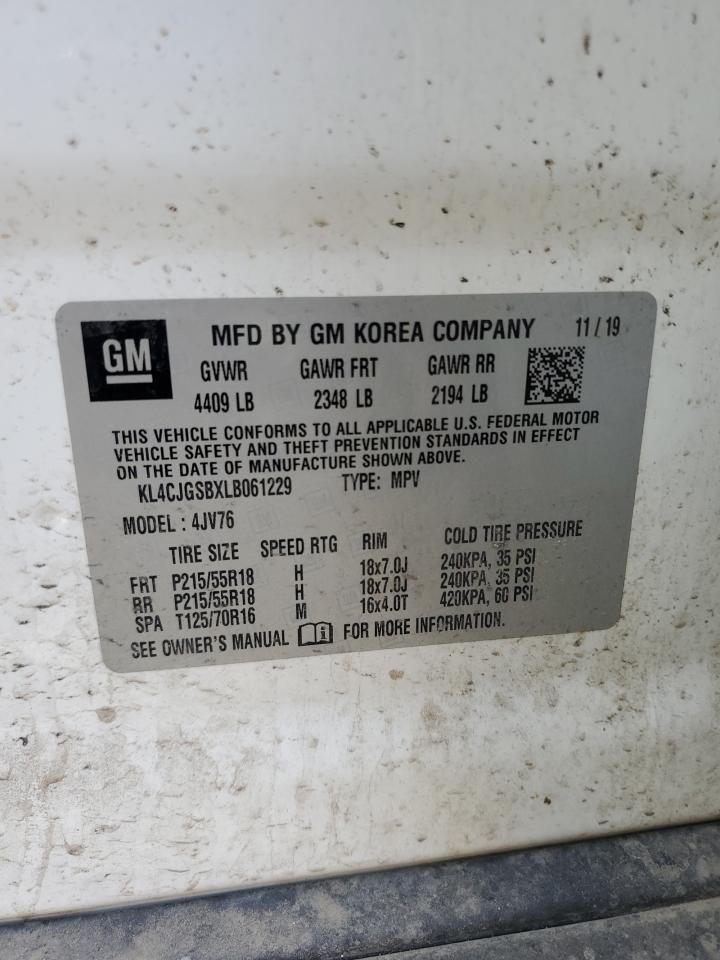 GM
MFD BY GM KOREA COMPANY 11 / 19
GVWR GAWR FRT GAWR RR
4409 LB 2348 LB 2194 LB
THIS VEHICLE CONFORMS TO ALL APPLICABLE U.S. FEDERAL MOTOR
VEHICLE SAFETY AND THEFT PREVENTION STANDARDS IN EFFECT
ON THE DATE OF MANUFACTURE SHOWN ABOVE.
KL4CJGSBXLB061229 TYPE: MPV
MODEL : 4JV76
TIRE SIZE SPEED RTG RIM COLD TIRE PRESSURE
FRT P215/55R18 H 18x7.0J 240KPA, 35 PSI
RR P215/55R18 H 18x7.0J 240KPA, 35 PSI
SPA T125/70R16 M 16x4.0T 420KPA, 60 PSI
SEE OWNER'S MANUAL FOR MORE INFORMATION.